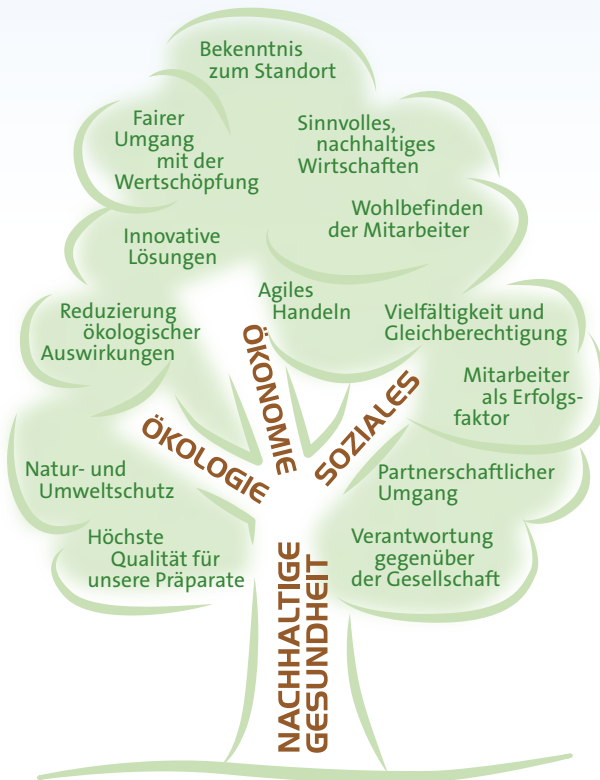 Bekenntnis
zum Standort
Fairer
Umgang
mit der
Wertschöpfung
Sinnvolles,
nachhaltiges
Wirtschaften
Wohlbefinden
der Mitarbeiter
Innovative
Lösungen
Agiles
Handeln
Reduzierung
ökologischer
Auswirkungen
Vielfältigkeit und
Gleichberechtigung
Mitarbeiter
als Erfolgs-
faktor
ÖKOLOGIE
ÖKONOMIE
SOZIALES
Natur- und
Umweltschutz
Partnerschaftlicher
Umgang
Höchste
Qualität für
unsere Präparate
Verantwortung
gegenüber
der Gesellschaft
NACHHALTIGE
GESUNDHEIT